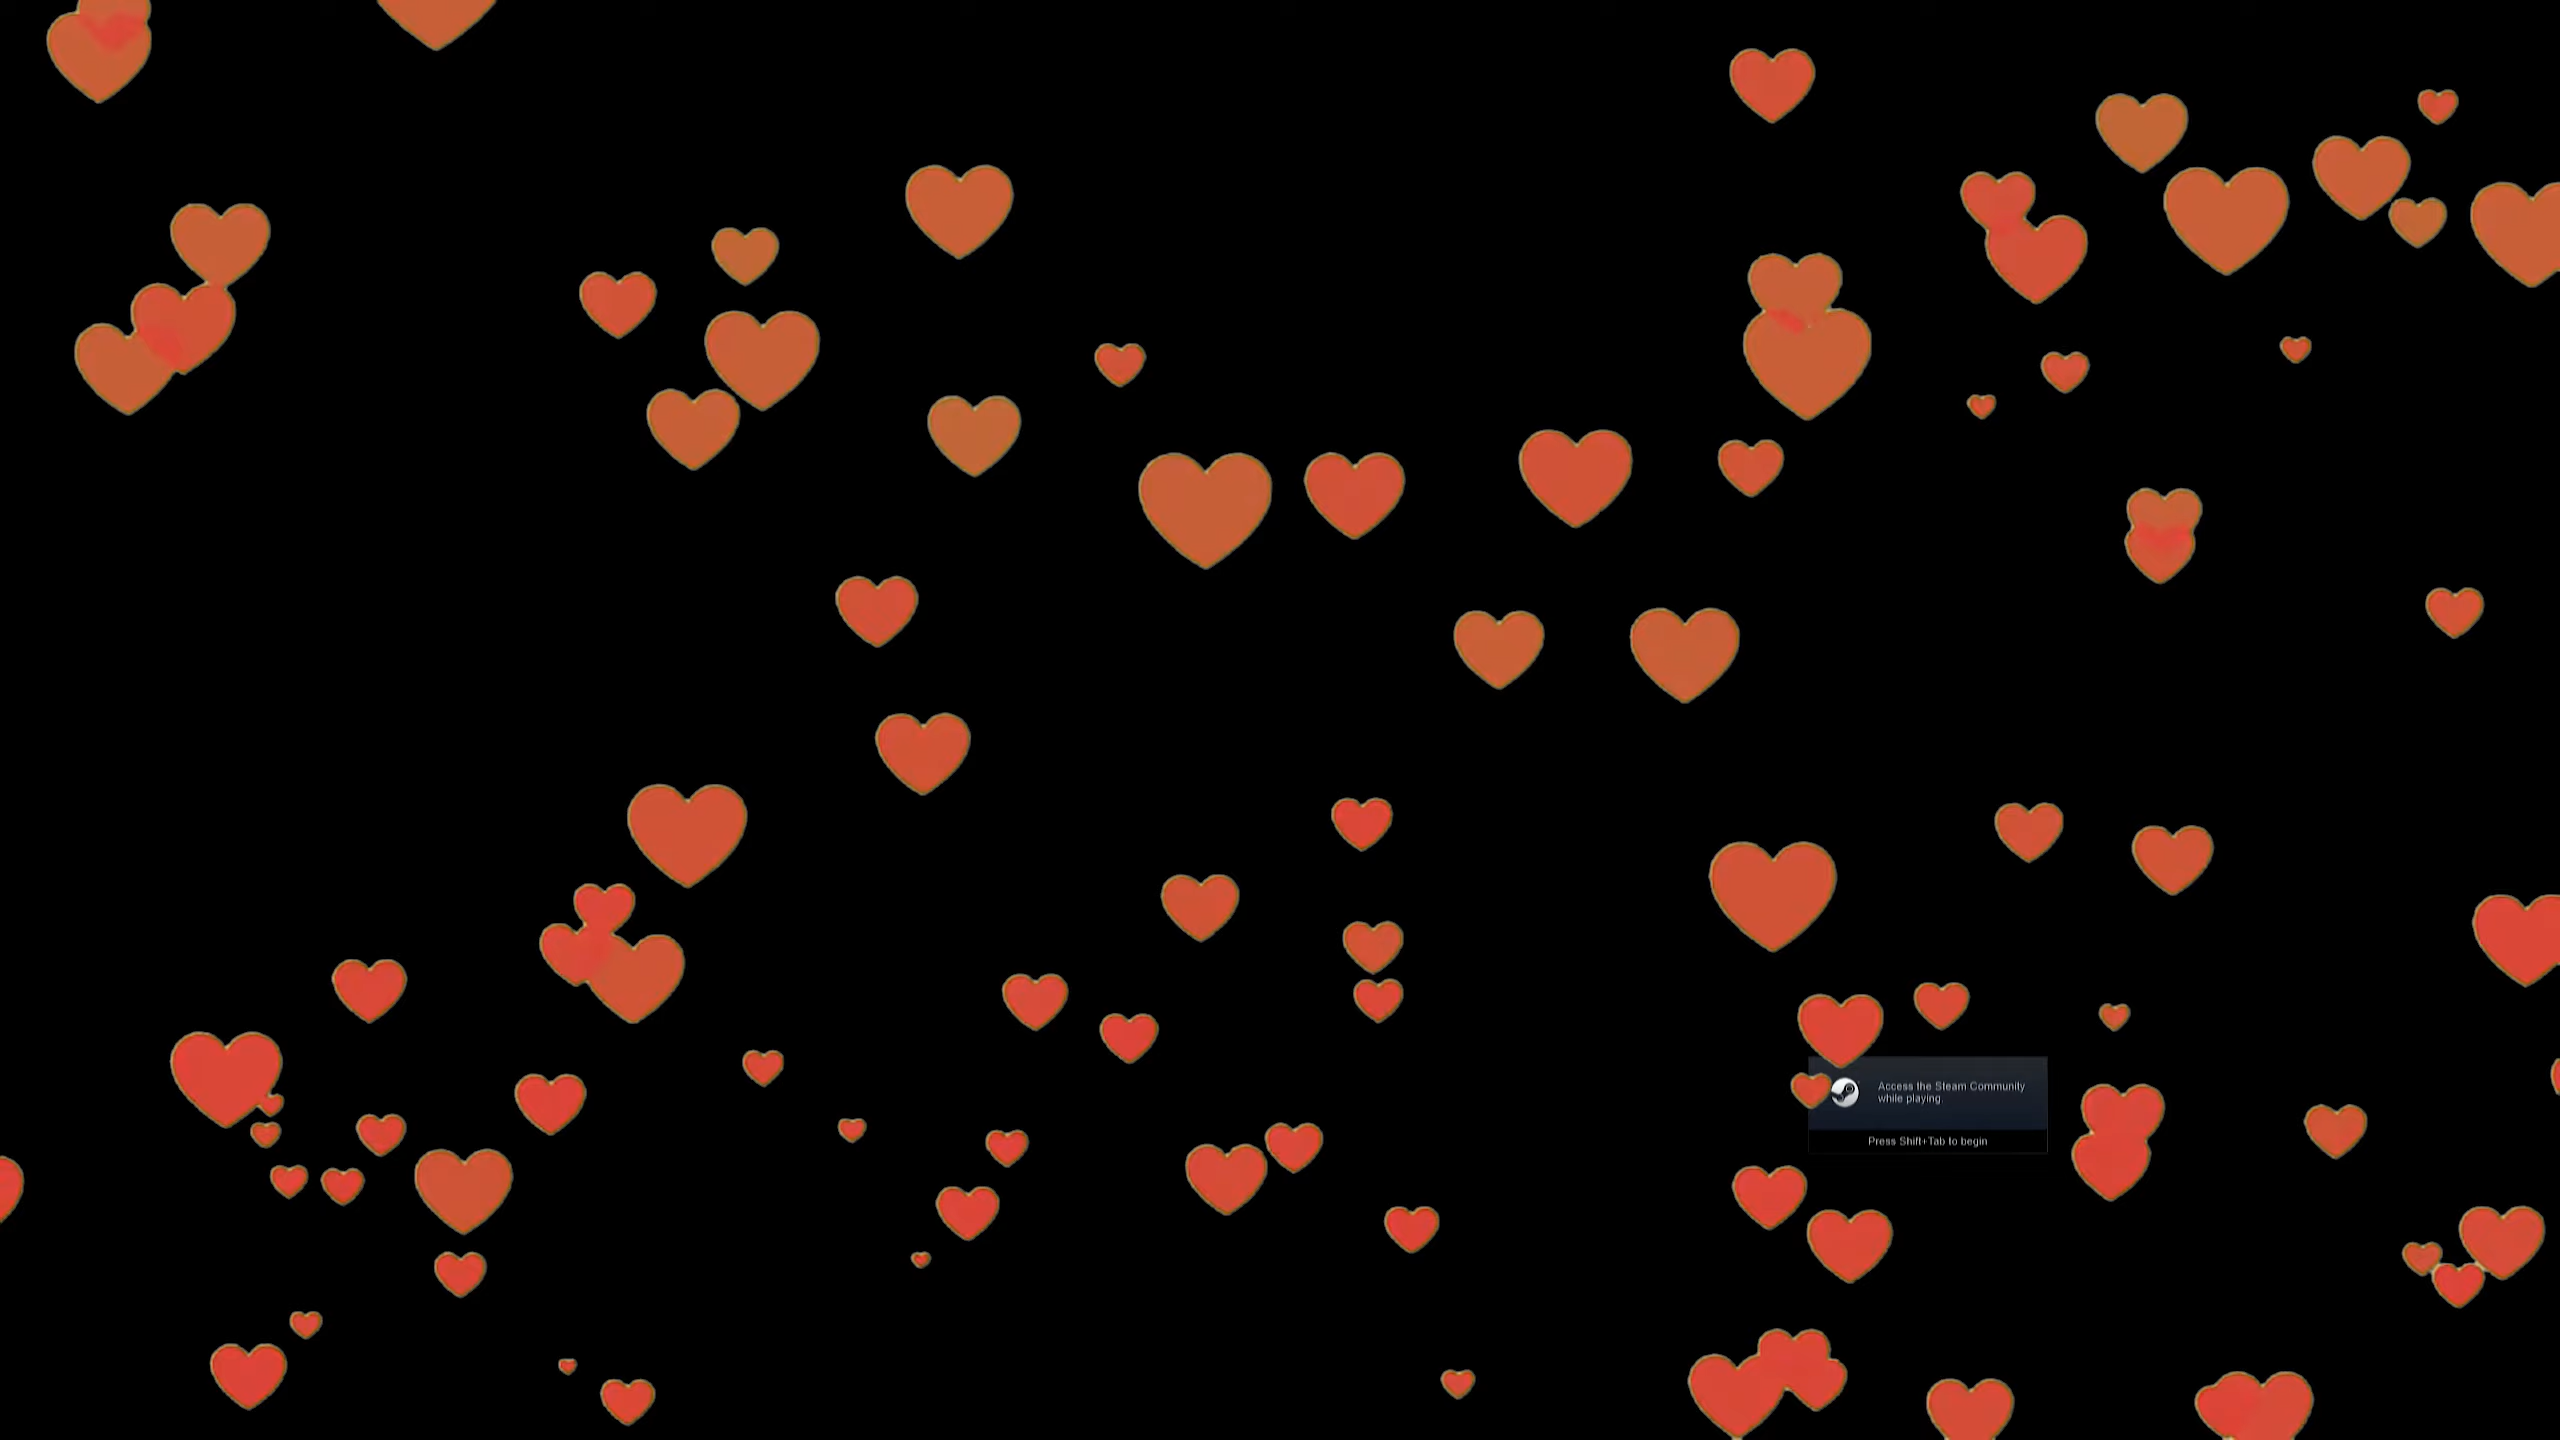 Access the Steam Community
while playing.
Press Shift+Tab to begin